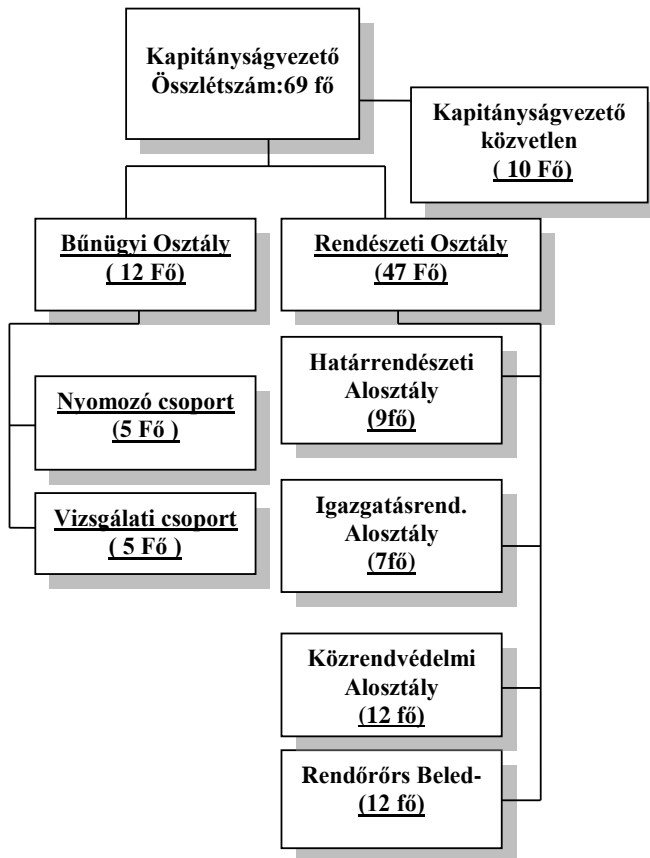 Kapitányságvezető
Összlétszám:69 fő
Kapitányságvezető
közvetlen
( 10 Fő)
Bűnügyi Osztály
( 12 Fő)
Rendészeti Osztály
(47 Fő)
Határrendészeti
Alosztály
(9fő)
Nyomozó csoport
(5 Fő )
Vizsgálati csoport
( 5 Fő )
Igazgatásrend.
Alosztály
(7fő)
Közrendvédelmi
Alosztály
(12 fő)
Rendőrőrs Beled-
(12 fő)